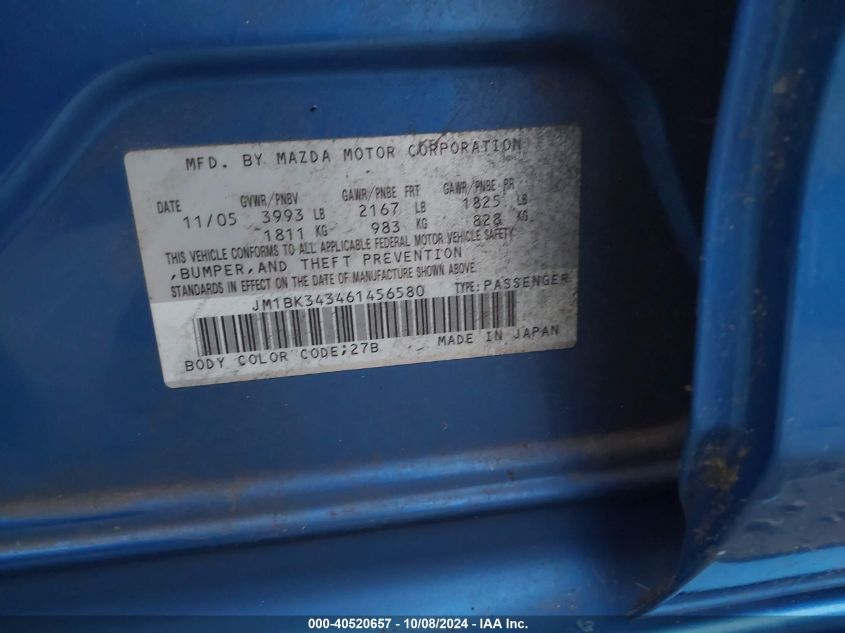 MFD. BY MAZDA MOTOR CORPORATION
DATE GVWR/PNBV GAWR/PNBE FRT GAWR/PNBE RR
11/05 3993 LB 2167 LB 1825 LB
1811 KG 983 KG 828 KG
THIS VEHICLE CONFORMS TO ALL APPLICABLE FEDERAL MOTOR VEHICLE SAFETY
,BUMPER,AND THEFT PREVENTION
STANDARDS IN EFFECT ON THE DATE OF MANUFACTURE SHOWN ABOVE.
JM1BK343461456580 TYPE:PASSENGER
BODY COLOR CODE;27B MADE IN JAPAN
000-40520657 - 10/08/2024 - IAA Inc.